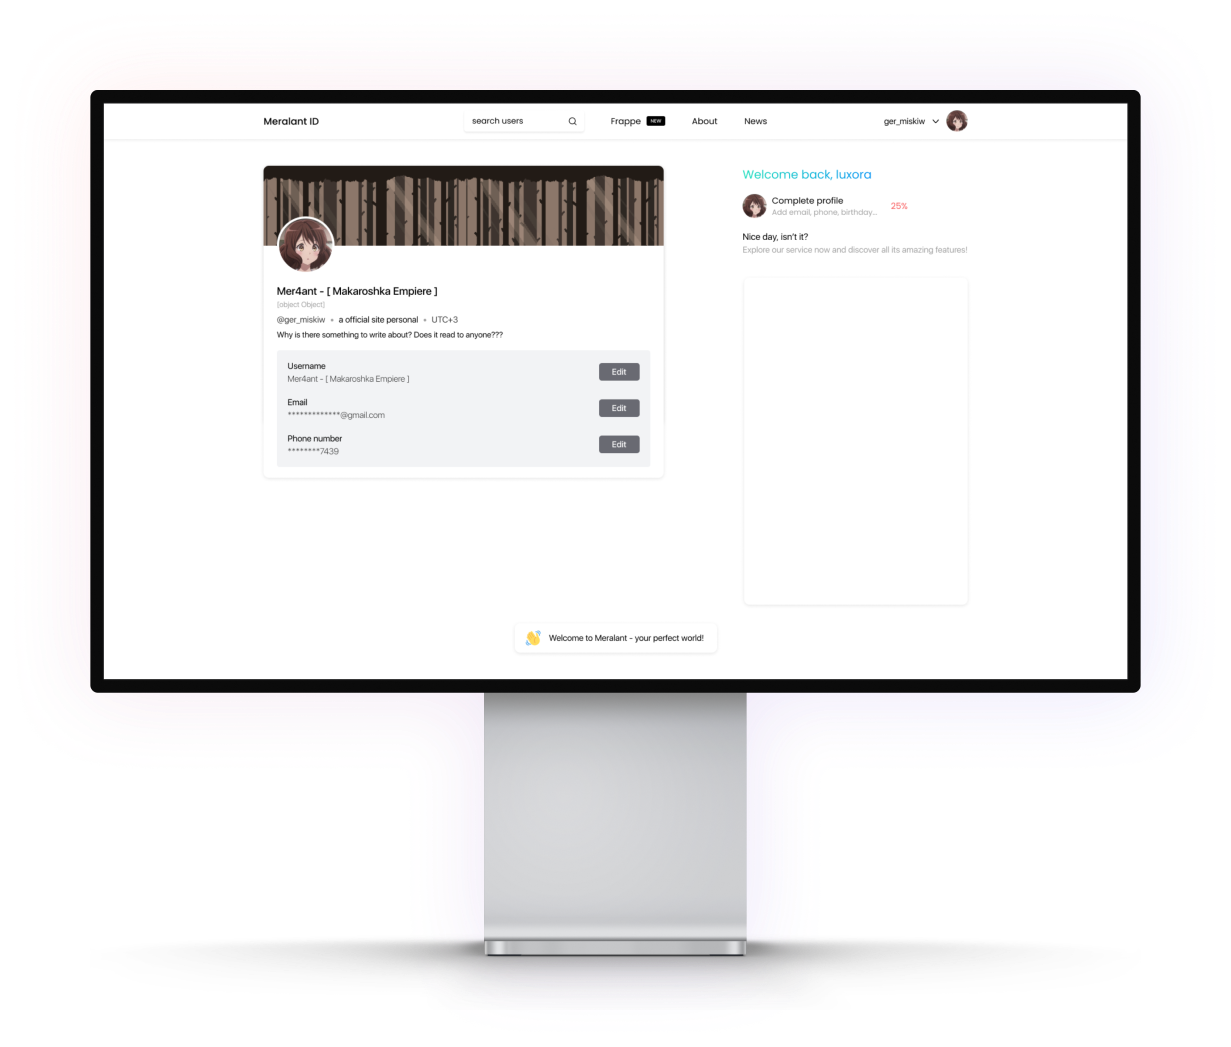 Meralant ID
search users
Frappe NEW
About
News
ger_miskiw
Mer4ant - [ Makaroshka Empiere ]
[object Object]
@ger_miskiw • a official site personal • UTC+3
Why is there something to write about? Does it read to anyone???
Username
Mer4ant - [ Makaroshka Empiere ]
Edit
Email
*************@gmail.com
Edit
Phone number
********7439
Edit
Welcome back, luxora
Complete profile
Add email, phone, birthday...
25%
Nice day, isn't it?
Explore our service now and discover all its amazing features!
Welcome to Meralant - your perfect world!